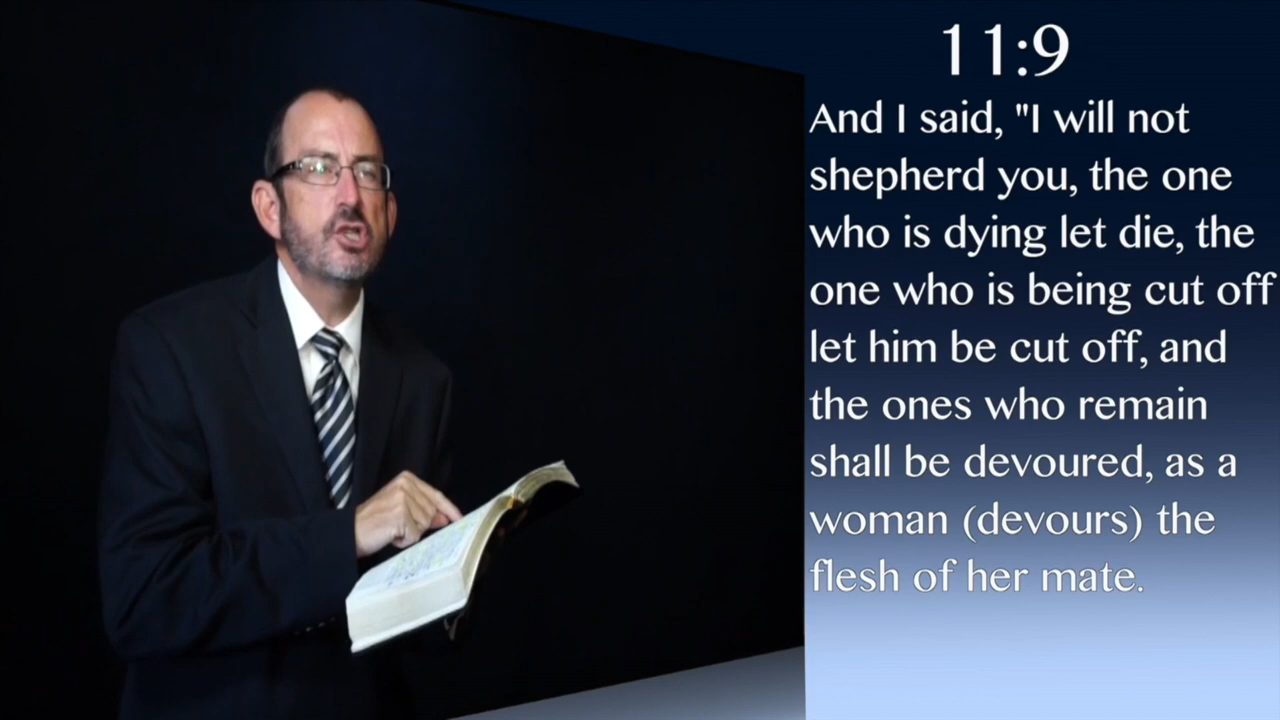 11:9
And I said, "I will not
shepherd you, the one
who is dying let die, the
one who is being cut off
let him be cut off, and
the ones who remain
shall be devoured, as a
woman (devours) the
flesh of her mate.